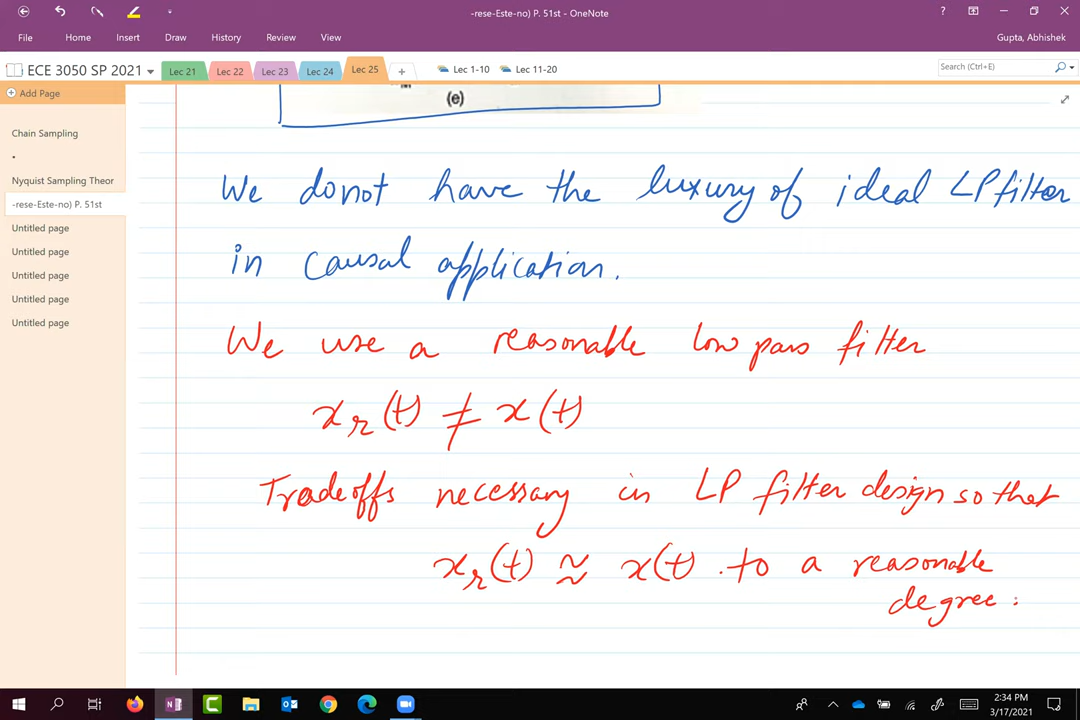 -rese-Este-no) P. 51st - OneNote
?
File Home Insert Draw History Review View
Gupta, Abhishek
ECE 3050 SP 2021
Lec 21 Lec 22 Lec 23 Lec 24 Lec 25 + Lec 1-10 Lec 11-20
Search (Ctrl+E)
Add Page
Chain Sampling
Nyquist Sampling Theor
-rese-Este-no) P. 51st
Untitled page
Untitled page
Untitled page
Untitled page
Untitled page
(e)
We donot have the luxury of ideal LP filter
in causal application.
We use a reasonable low pass filter
x_r(t) ≠ x(t)
Tradeoffs necessary in LP filter design so that
x_r(t) ≈ x(t) . to a reasonable
degree.
2:34 PM
3/17/2021